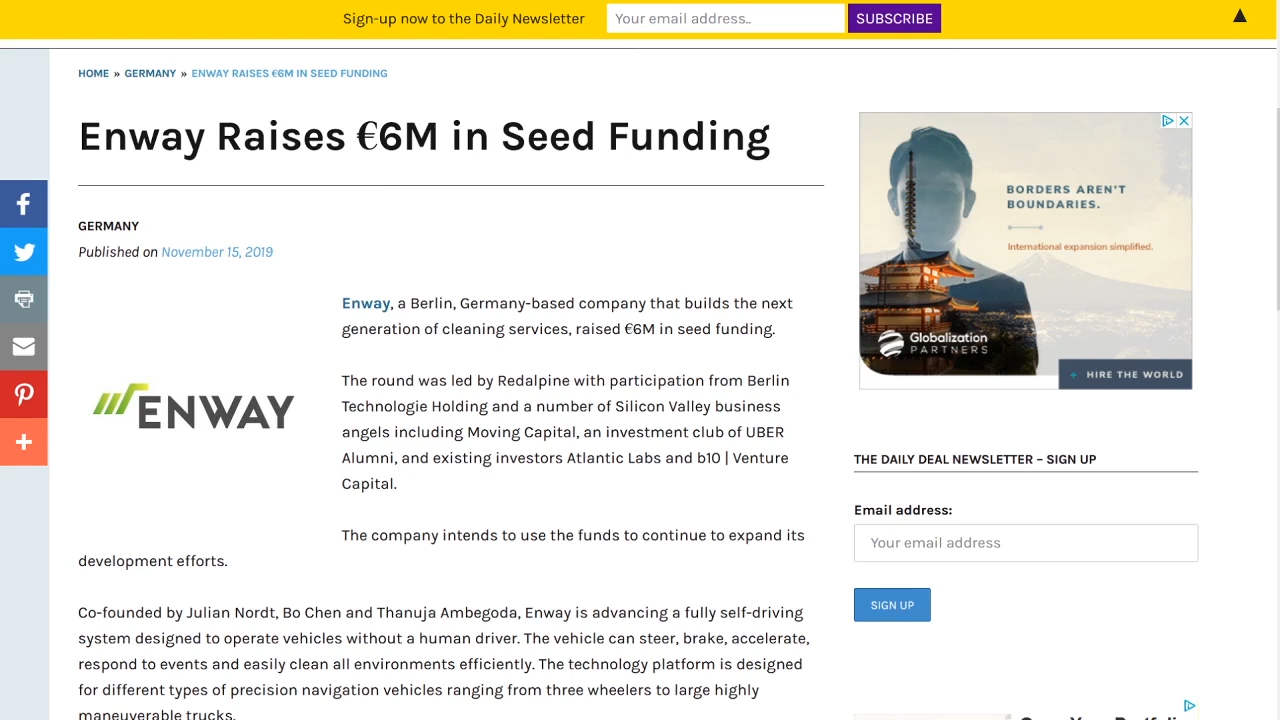 Sign-up now to the Daily Newsletter
Your email address..
SUBSCRIBE
▲
HOME » GERMANY » ENWAY RAISES €6M IN SEED FUNDING
Enway Raises €6M in Seed Funding
GERMANY
Published on November 15, 2019
Enway, a Berlin, Germany-based company that builds the next
generation of cleaning services, raised €6M in seed funding.
ENWAY
The round was led by Redalpine with participation from Berlin
Technologie Holding and a number of Silicon Valley business
angels including Moving Capital, an investment club of UBER
Alumni, and existing investors Atlantic Labs and b10 | Venture
Capital.
The company intends to use the funds to continue to expand its
development efforts.
Co-founded by Julian Nordt, Bo Chen and Thanuja Ambegoda, Enway is advancing a fully self-driving
system designed to operate vehicles without a human driver. The vehicle can steer, brake, accelerate,
respond to events and easily clean all environments efficiently. The technology platform is designed
for different types of precision navigation vehicles ranging from three wheelers to large highly
maneuverable trucks.
BORDERS AREN'T
BOUNDARIES.
International expansion simplified.
Globalization
PARTNERS
+ HIRE THE WORLD
THE DAILY DEAL NEWSLETTER – SIGN UP
Email address:
Your email address
SIGN UP